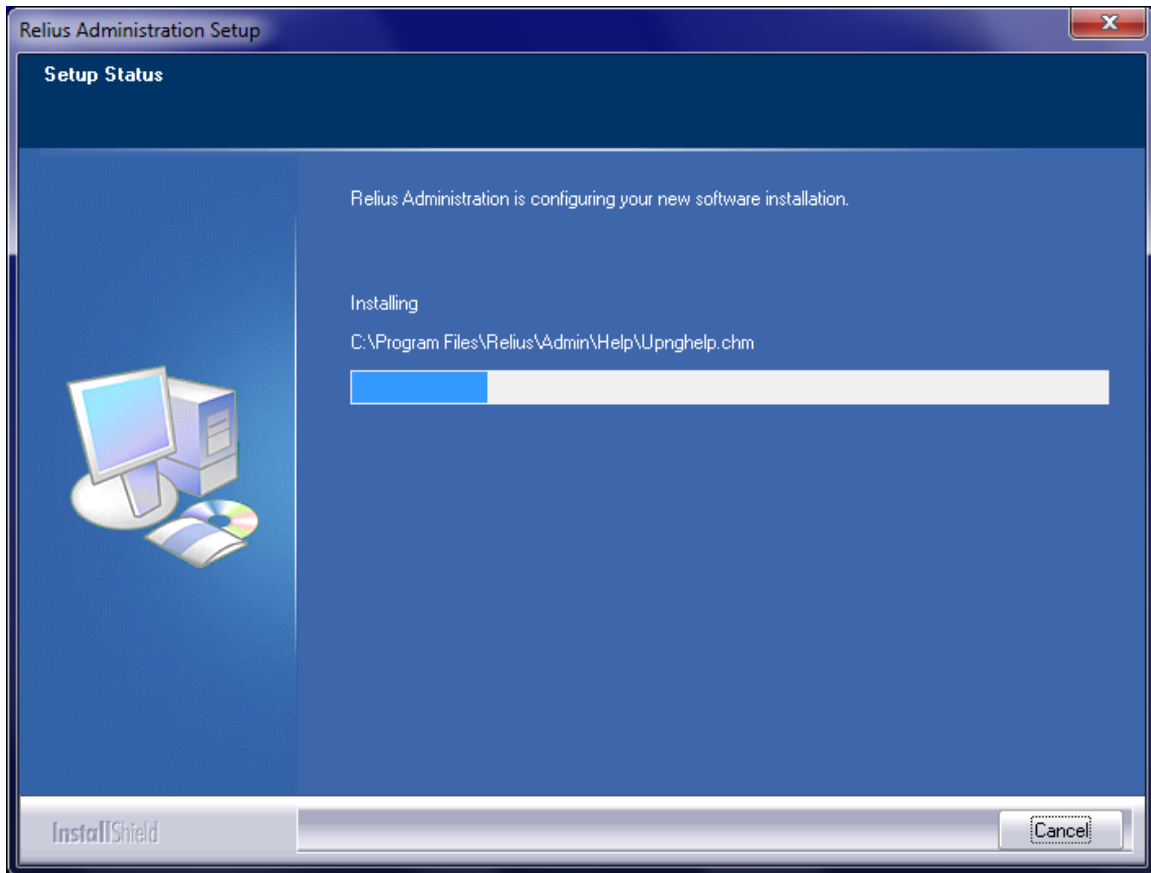 Relius Administration Setup
Setup Status
Relius Administration is configuring your new software installation.
Installing
C:\Program Files\Relius\Admin\Help\Upnghelp.chm
InstallShield
Cancel